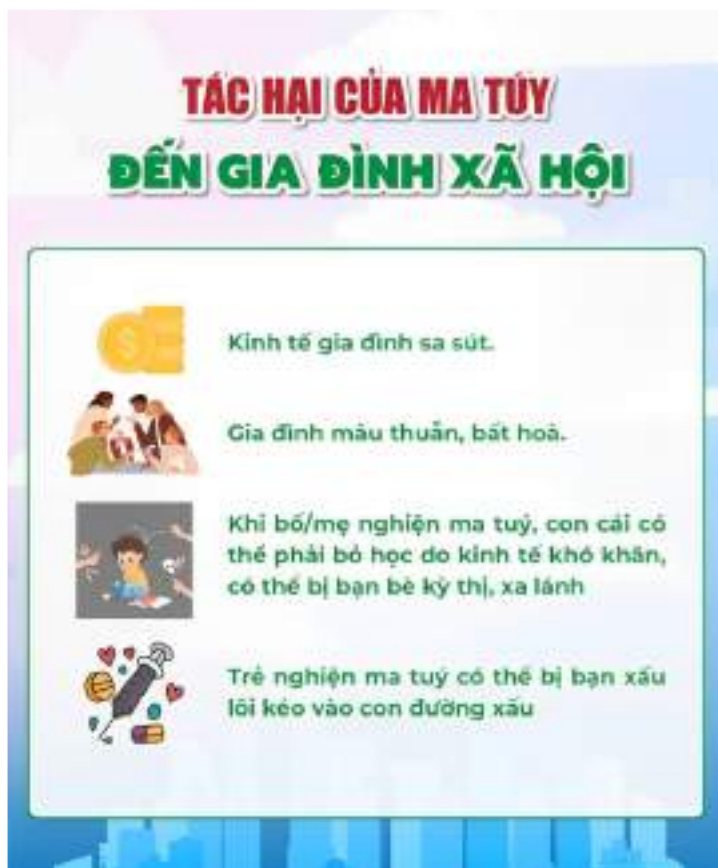 TÁC HẠI CỦA MA TÚY
ĐẾN GIA ĐÌNH XÃ HỘI
Kinh tế gia đình sa sút.
Gia đình mâu thuẫn, bất hoà.
Khi bố/mẹ nghiện ma tuý, con cái có
thể phải bỏ học do kinh tế khó khăn,
có thể bị bạn bè kỳ thị, xa lánh
Trẻ nghiện ma tuý có thể bị bạn xấu
lôi kéo vào con đường xấu